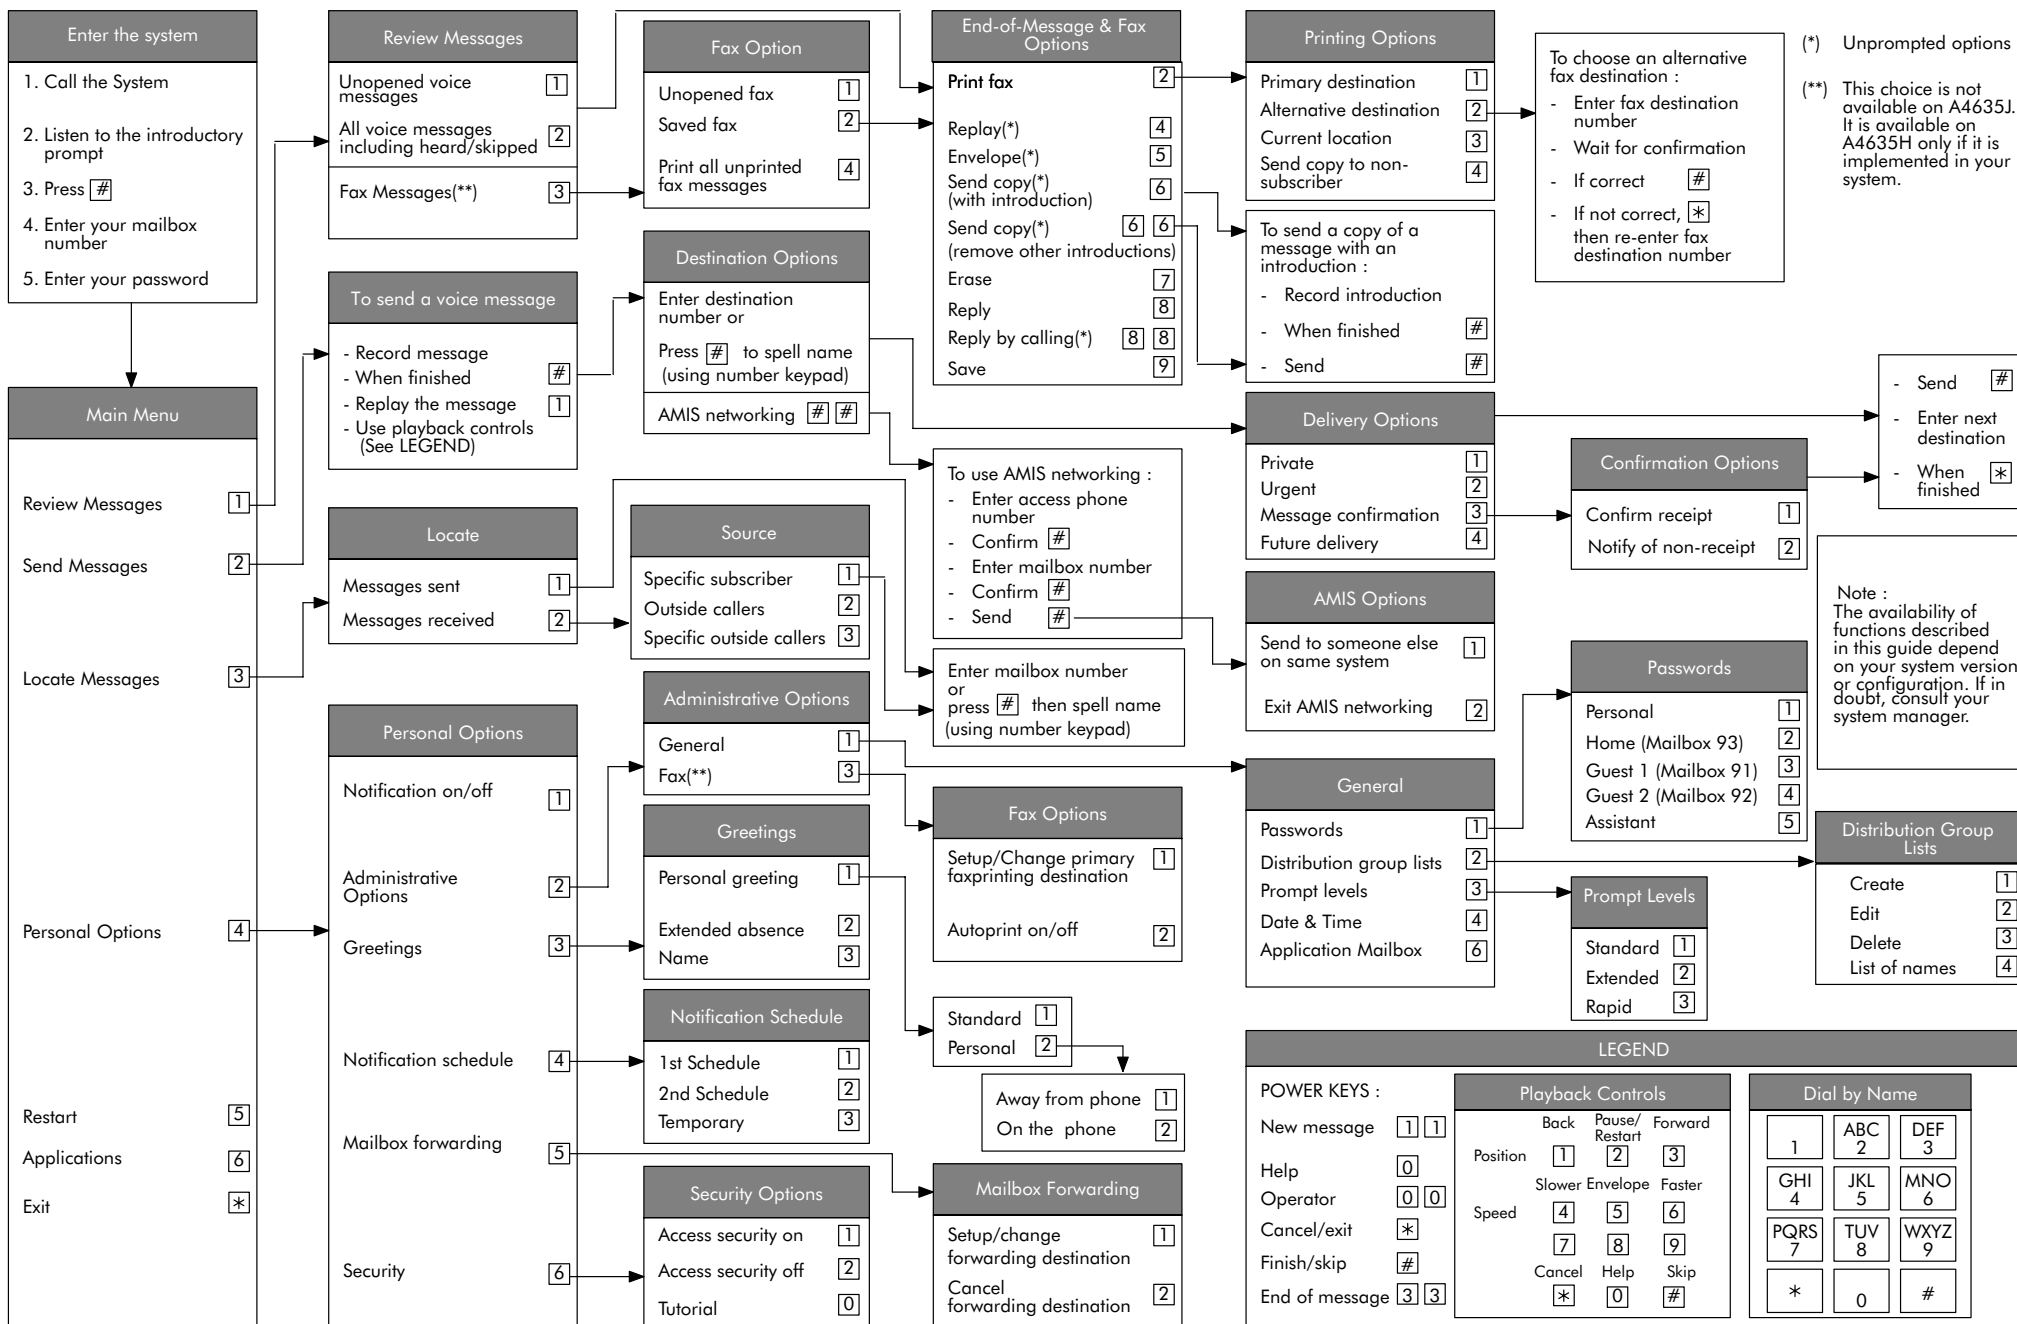 Enter the system
1. Call the System
2. Listen to the introductory
prompt
3. Press #
4. Enter your mailbox
number
5. Enter your password
Main Menu
Review Messages 1
Send Messages 2
Locate Messages 3
Personal Options 4
Restart 5
Applications 6
Exit *
Review Messages
Unopened voice
messages 1
All voice messages
including heard/skipped 2
Fax Messages(**) 3
To send a voice message
- Record message
- When finished #
- Replay the message 1
- Use playback controls
(See LEGEND)
Locate
Messages sent 1
Messages received 2
Personal Options
Notification on/off 1
Administrative
Options 2
Greetings 3
Notification schedule 4
Mailbox forwarding 5
Security 6
Fax Option
Unopened fax 1
Saved fax 2
Print all unprinted
fax messages 4
Destination Options
Enter destination
number or
Press # to spell name
(using number keypad)
AMIS networking # #
Source
Specific subscriber 1
Outside callers 2
Specific outside callers 3
Administrative Options
General 1
Fax(**) 3
Greetings
Personal greeting 1
Extended absence 2
Name 3
Notification Schedule
1st Schedule 1
2nd Schedule 2
Temporary 3
Security Options
Access security on 1
Access security off 2
Tutorial 0
End-of-Message & Fax
Options
Print fax 2
Replay(*) 4
Envelope(*) 5
Send copy(*)
(with introduction) 6
Send copy(*) 6 6
(remove other introductions)
Erase 7
Reply 8
Reply by calling(*) 8 8
Save 9
To use AMIS networking :
- Enter access phone
number
- Confirm #
- Enter mailbox number
- Confirm #
- Send #
Enter mailbox number
or
press # then spell name
(using number keypad)
Fax Options
Setup/Change primary 1
faxprinting destination
Autoprint on/off 2
Standard 1
Personal 2
Away from phone 1
On the phone 2
Mailbox Forwarding
Setup/change 1
forwarding destination
Cancel
forwarding destination 2
Printing Options
Primary destination 1
Alternative destination 2
Current location 3
Send copy to non-
subscriber 4
To send a copy of a
message with an
introduction :
- Record introduction
- When finished #
- Send #
Delivery Options
Private 1
Urgent 2
Message confirmation 3
Future delivery 4
AMIS Options
Send to someone else
on same system 1
Exit AMIS networking 2
General
Passwords 1
Distribution group lists 2
Prompt levels 3
Date & Time 4
Application Mailbox 6
To choose an alternative
fax destination :
- Enter fax destination
number
- Wait for confirmation
- If correct #
- If not correct, *
then re-enter fax
destination number
Confirmation Options
Confirm receipt 1
Notify of non-receipt 2
Passwords
Personal 1
Home (Mailbox 93) 2
Guest 1 (Mailbox 91) 3
Guest 2 (Mailbox 92) 4
Assistant 5
Prompt Levels
Standard 1
Extended 2
Rapid 3
(*) Unprompted options
(**) This choice is not
available on A4635J.
It is available on
A4635H only if it is
implemented in your
system.
- Send #
- Enter next
destination
- When
finished *
Note :
The availability of
functions described
in this guide depend
on your system version
or configuration. If in
doubt, consult your
system manager.
Distribution Group
Lists
Create 1
Edit 2
Delete 3
List of names 4
LEGEND
POWER KEYS :
New message 1 1
Help 0
Operator 0 0
Cancel/exit *
Finish/skip #
End of message 3 3
Playback Controls
Back Pause/
Restart Forward
Position 1 2 3
Slower Envelope Faster
Speed 4 5 6
7 8 9
Cancel Help Skip
* 0 #
Dial by Name
1 ABC 2 DEF 3
GHI 4 JKL 5 MNO 6
PQRS 7 TUV 8 WXYZ 9
* 0 #